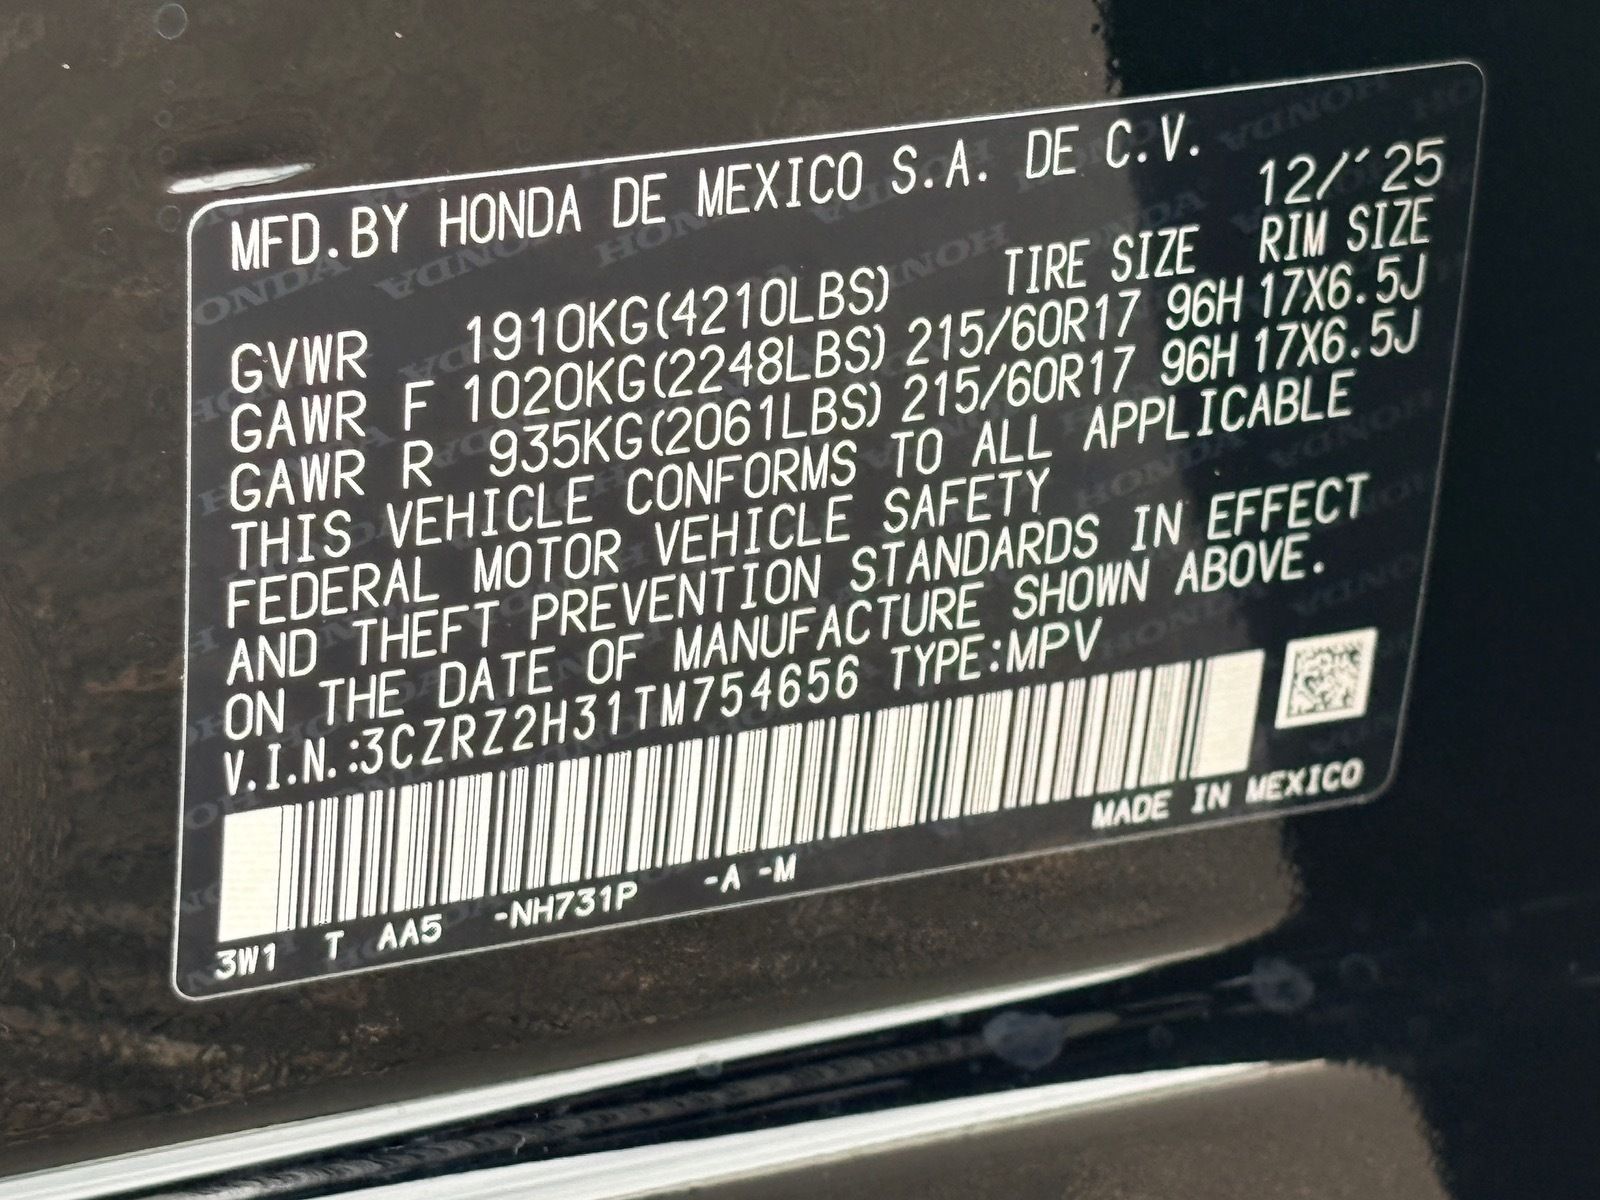 MFD.BY HONDA DE MEXICO S.A. DE C.V. 12/´25
TIRE SIZE RIM SIZE
GVWR 1910KG(4210LBS)
GAWR F 1020KG(2248LBS) 215/60R17 96H 17X6.5J
GAWR R 935KG(2061LBS) 215/60R17 96H 17X6.5J
THIS VEHICLE CONFORMS TO ALL APPLICABLE
FEDERAL MOTOR VEHICLE SAFETY
AND THEFT PREVENTION STANDARDS IN EFFECT
ON THE DATE OF MANUFACTURE SHOWN ABOVE.
V.I.N.:3CZRZ2H31TM754656 TYPE:MPV
MADE IN MEXICO
3W1 T AA5 -NH731P -A -M